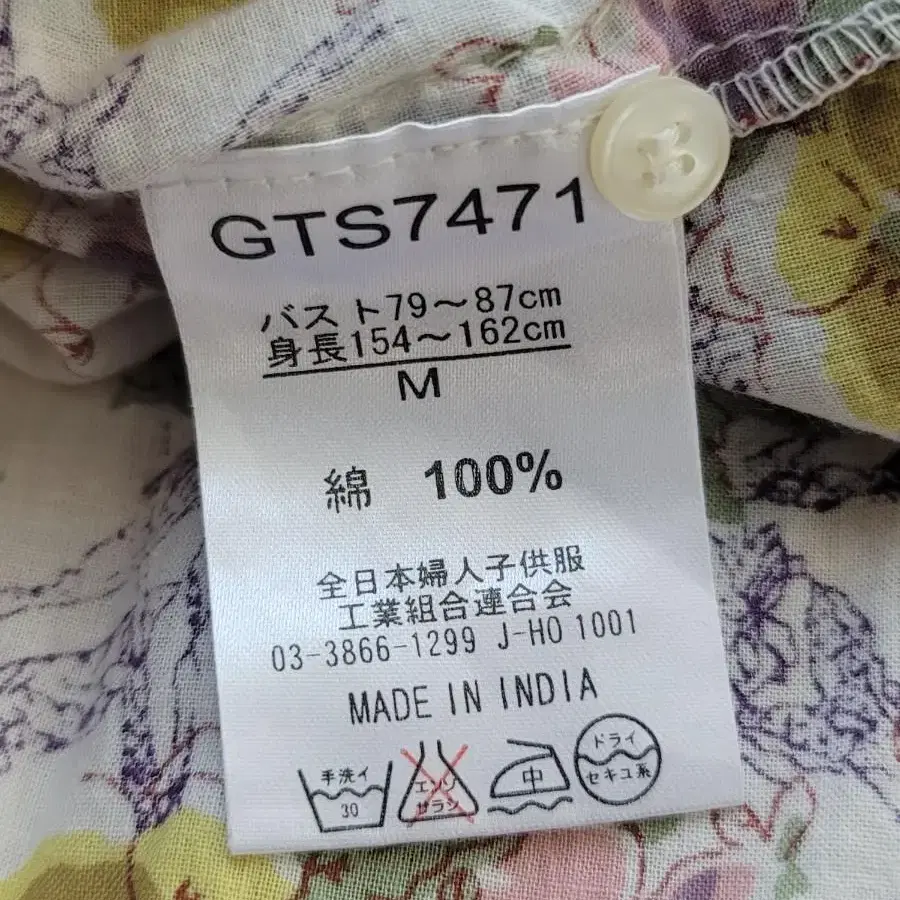 GTS7471
バスト79～87cm
身長154～162cm
M
綿 100%
全日本婦人子供服
工業組合連合会
03-3866-1299 J-HO 1001
MADE IN INDIA
手洗イ
30
エンソ
サラシ
中
ドライ
セキユ系